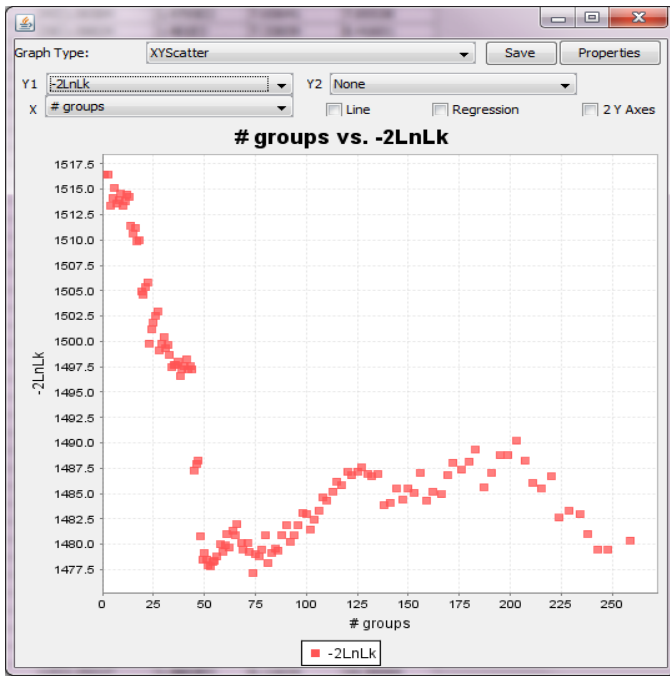 Graph Type: XYScatter Save Properties
Y1 -2LnLk Y2 None
X # groups Line Regression 2 Y Axes
# groups vs. -2LnLk
1517.5
1515.0
1512.5
1510.0
1507.5
1505.0
1502.5
1500.0
1497.5
1495.0
1492.5
1490.0
1487.5
1485.0
1482.5
1480.0
1477.5
-2LnLk
0 25 50 75 100 125 150 175 200 225 250
# groups
-2LnLk